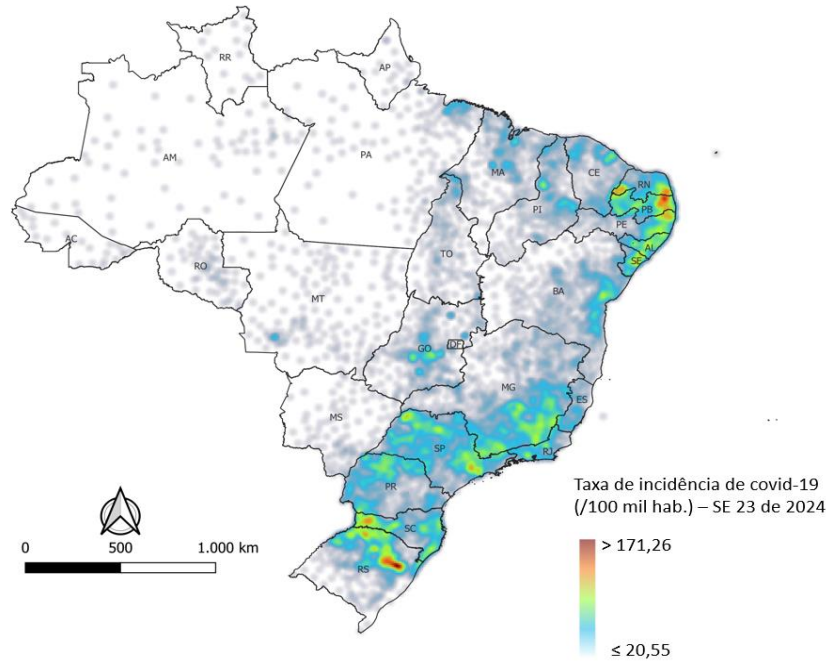 RR
AP
AM
PA
MA
CE
RN
PB
PE
PI
AL
SE
AC
RO
TO
BA
MT
GO
DF
MG
ES
MS
SP
RJ
PR
SC
RS
0 500 1.000 km
Taxa de incidência de covid-19
(/100 mil hab.) – SE 23 de 2024
> 171,26
≤ 20,55